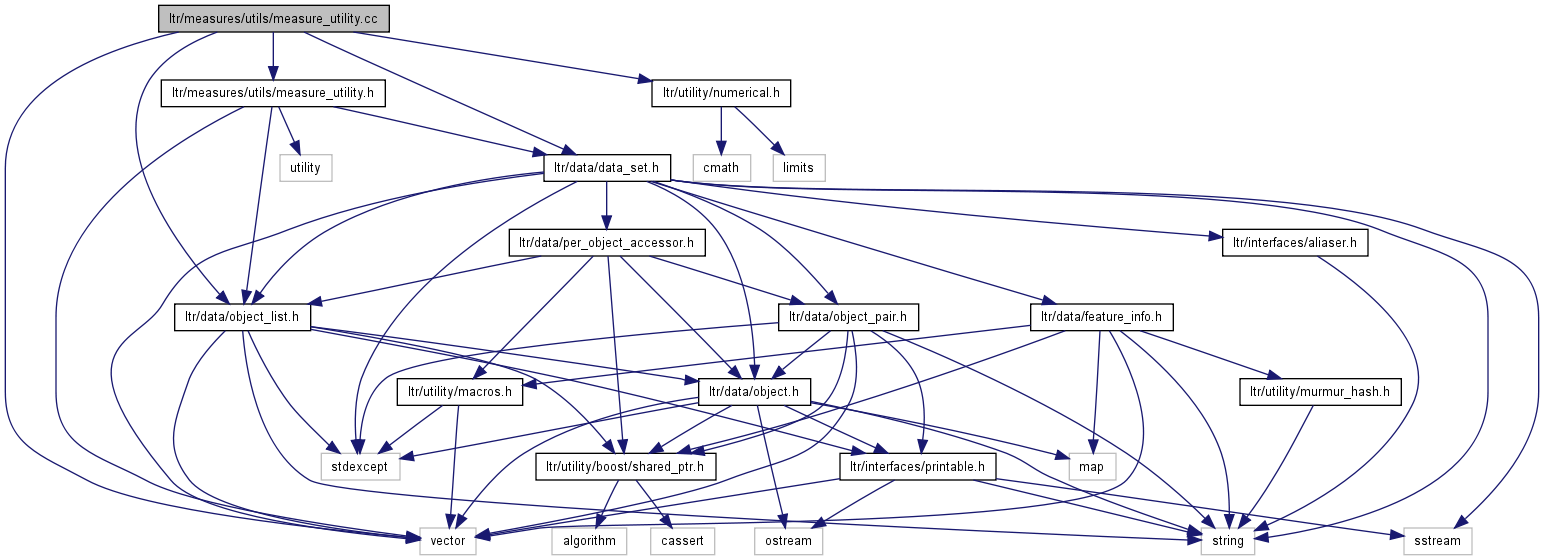 ltr/measures/utils/measure_utility.cc
ltr/measures/utils/measure_utility.h
ltr/utility/numerical.h
utility
ltr/data/data_set.h
cmath
limits
ltr/data/per_object_accessor.h
ltr/interfaces/aliaser.h
ltr/data/object_list.h
ltr/data/object_pair.h
ltr/data/feature_info.h
ltr/utility/macros.h
ltr/data/object.h
ltr/utility/murmur_hash.h
stdexcept
ltr/utility/boost/shared_ptr.h
ltr/interfaces/printable.h
map
vector
algorithm
cassert
ostream
string
sstream